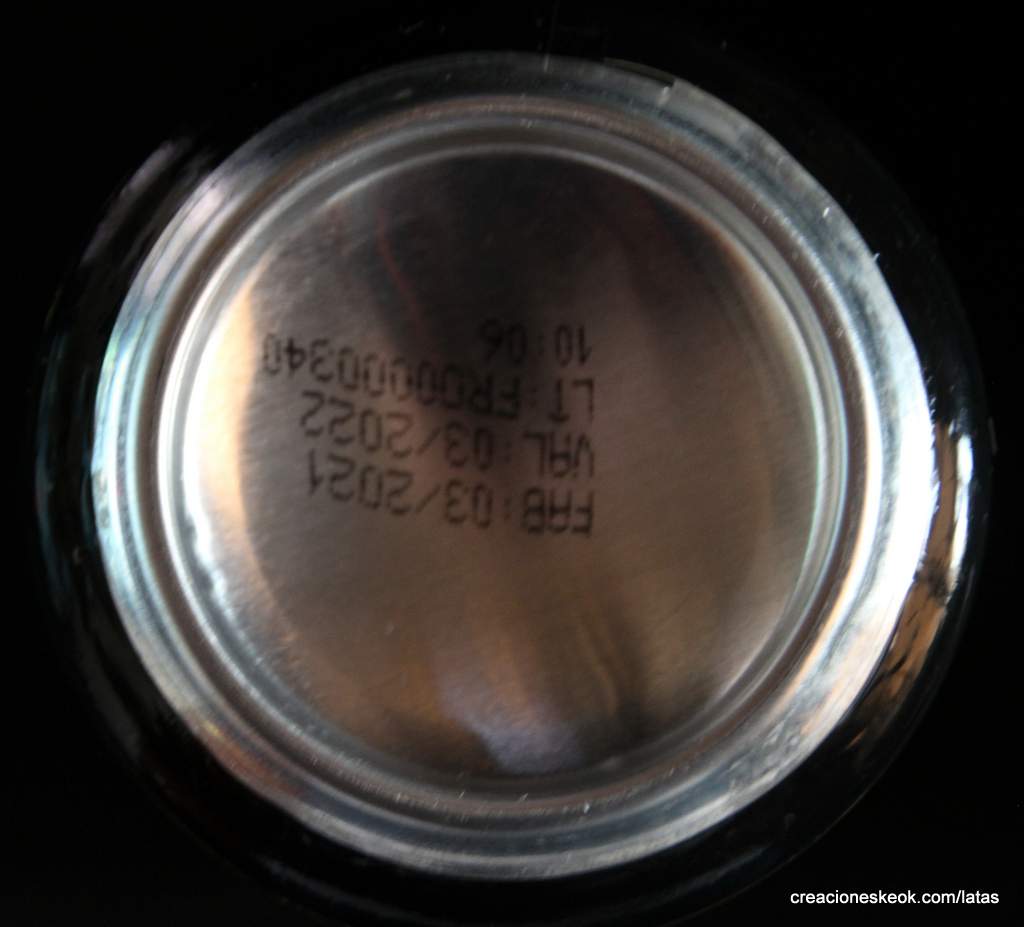 FAB:03/2021
VAL:03/2022
LT:FR00000340
10:06
creacioneskeok.com/latas